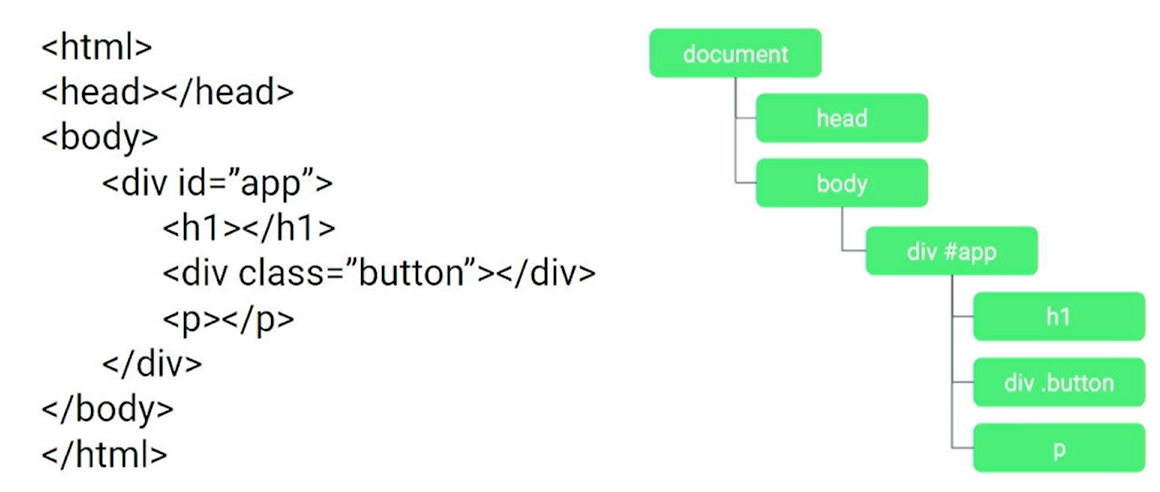 <html>
<head></head>
<body>
<div id=”app”>
<h1></h1>
<div class=”button”></div>
<p></p>
</div>
</body>
</html>
document
head
body
div #app
h1
div .button
p